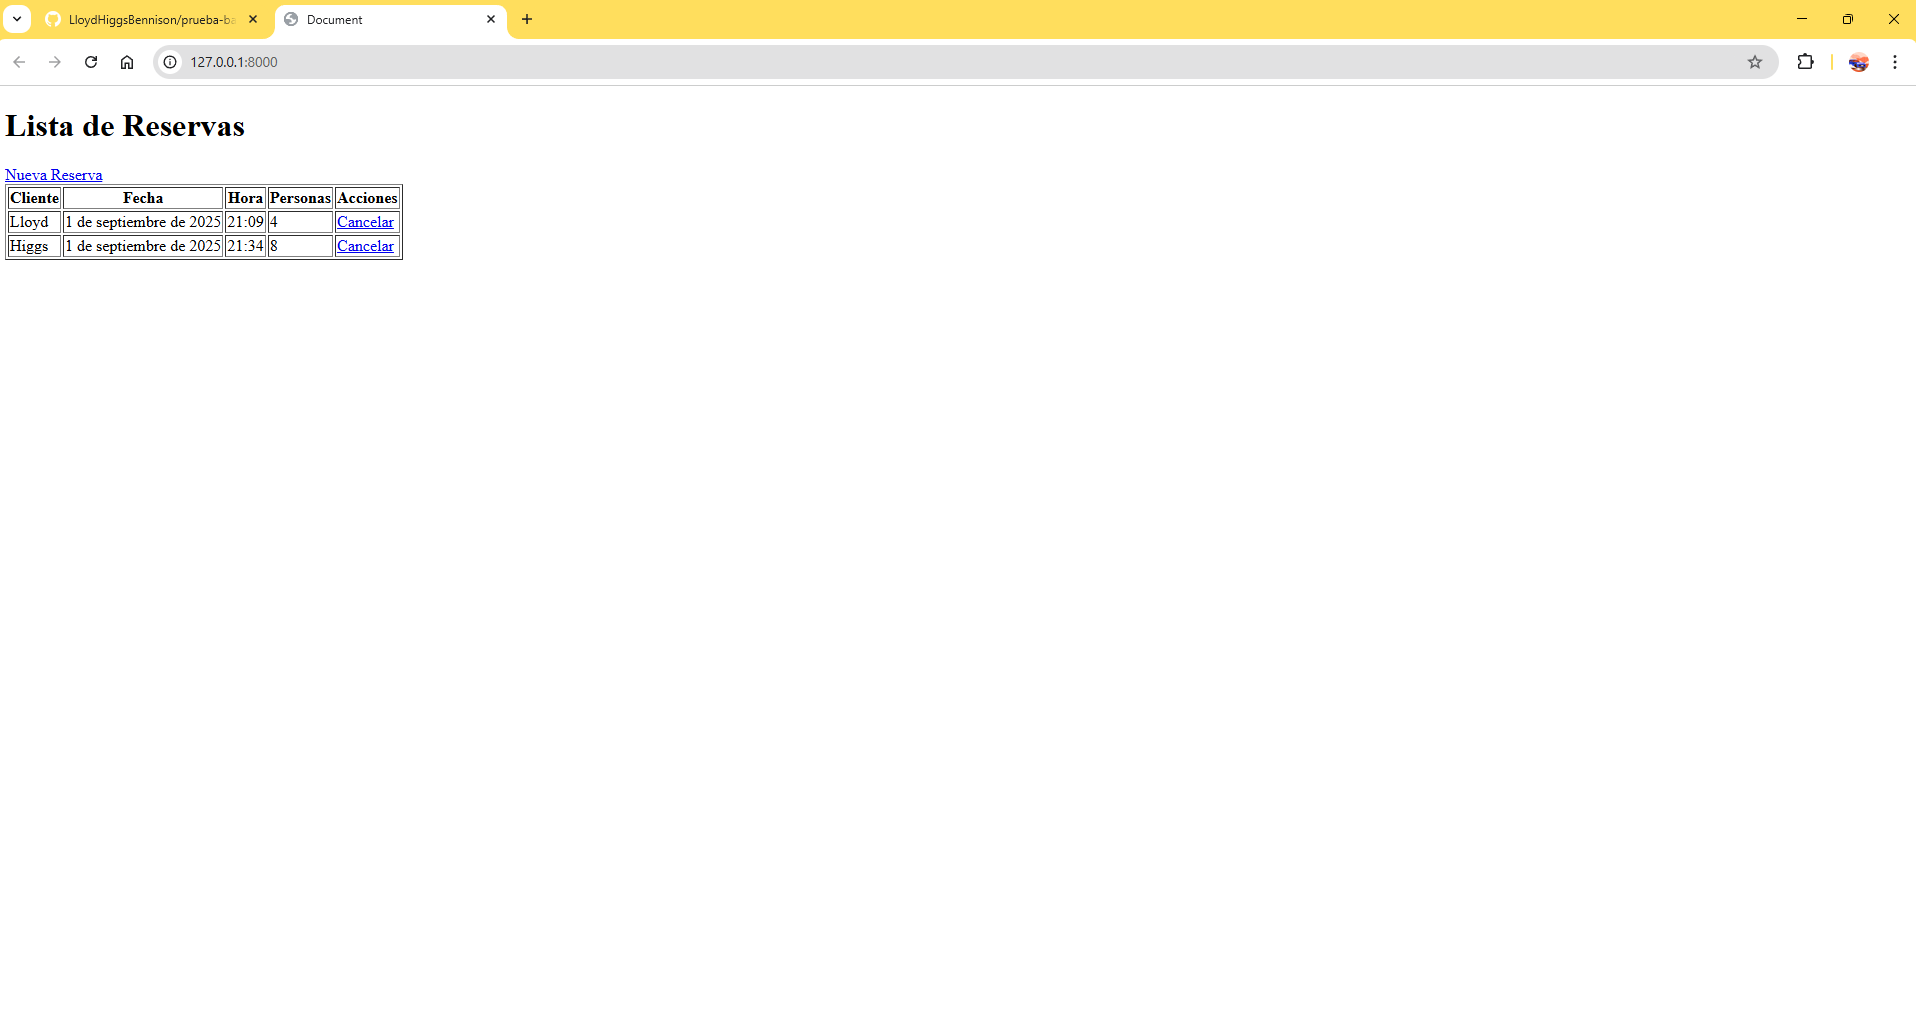 LloydHiggsBennison/prueba-ba
Document
127.0.0.1:8000
Lista de Reservas
Nueva Reserva
Cliente Fecha Hora Personas Acciones
Lloyd 1 de septiembre de 2025 21:09 4 Cancelar
Higgs 1 de septiembre de 2025 21:34 8 Cancelar